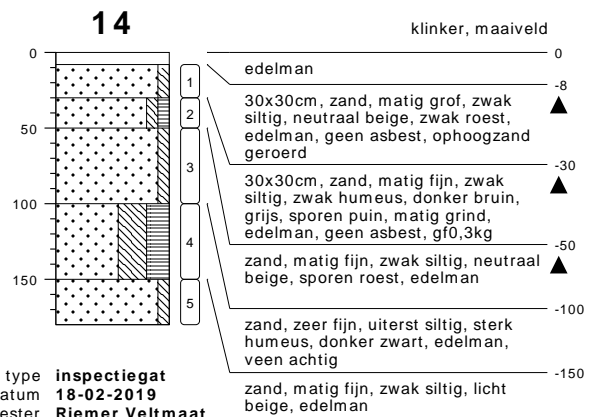 14
klinker, maaiveld
0
0
edelman
-8
1
30x30cm, zand, matig grof, zwak
siltig, neutraal beige, zwak roest,
edelman, geen asbest, ophoogzand
geroerd
2
-30
50
30x30cm, zand, matig fijn, zwak
siltig, zwak humeus, donker bruin,
grijs, sporen puin, matig grind,
edelman, geen asbest, gf0,3kg
3
-50
zand, matig fijn, zwak siltig, neutraal
beige, sporen roest, edelman
100
4
-100
zand, zeer fijn, uiterst siltig, sterk
humeus, donker zwart, edelman,
veen achtig
150
5
-150
zand, matig fijn, zwak siltig, licht
beige, edelman
type inspectiegat
datum 18-02-2019
ester Riemer Veltmaat